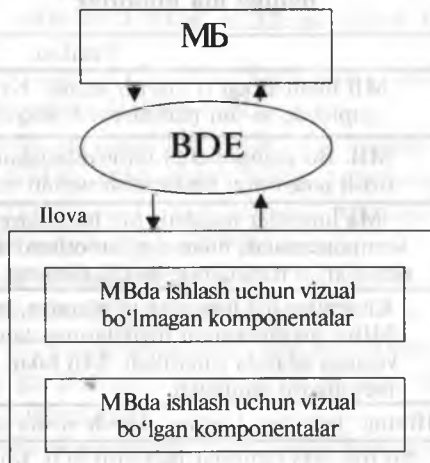 МБ
BDE
Ilova
MBda ishlash uchun vizual
bo‘lmagan komponentalar
MBda ishlash uchun vizual
bo‘lgan komponentalar